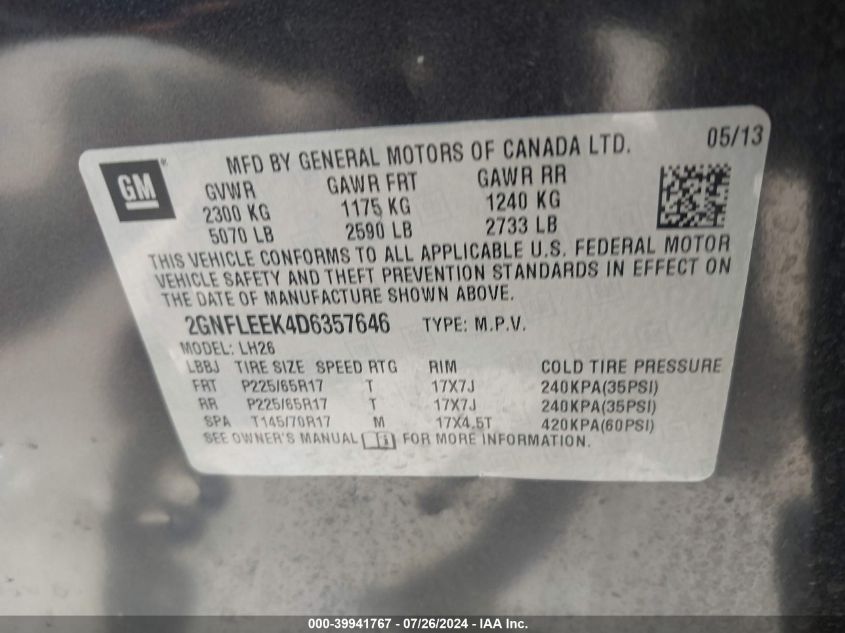 GM® MFD BY GENERAL MOTORS OF CANADA LTD. 05/13
GVWR GAWR FRT GAWR RR
2300 KG 1175 KG 1240 KG
5070 LB 2590 LB 2733 LB
THIS VEHICLE CONFORMS TO ALL APPLICABLE U.S. FEDERAL MOTOR
VEHICLE SAFETY AND THEFT PREVENTION STANDARDS IN EFFECT ON
THE DATE OF MANUFACTURE SHOWN ABOVE.
2GNFLEEK4D6357646 TYPE: M.P.V.
MODEL: LH26
LBBJ TIRE SIZE SPEED RTG RIM COLD TIRE PRESSURE
FRT P225/65R17 T 17X7J 240KPA(35PSI)
RR P225/65R17 T 17X7J 240KPA(35PSI)
SPA T145/70R17 M 17X4.5T 420KPA(60PSI)
SEE OWNER'S MANUAL FOR MORE INFORMATION.
000-39941767 - 07/26/2024 - IAA Inc.